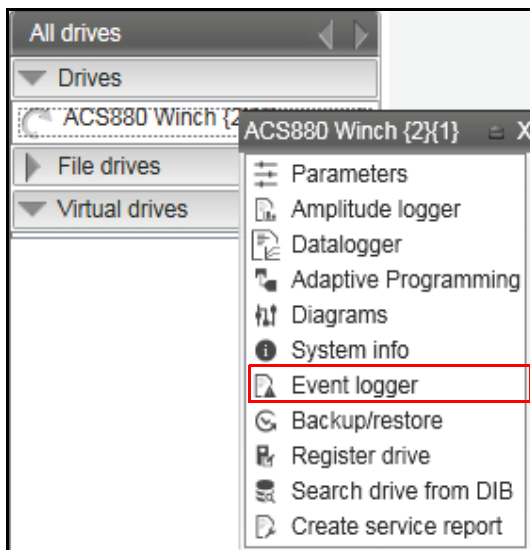 All drives
Drives
ACS880 Winch {2
ACS880 Winch {2}{1} X
File drives
Virtual drives
Parameters
Amplitude logger
Datalogger
Adaptive Programming
Diagrams
System info
Event logger
Backup/restore
Register drive
Search drive from DIB
Create service report